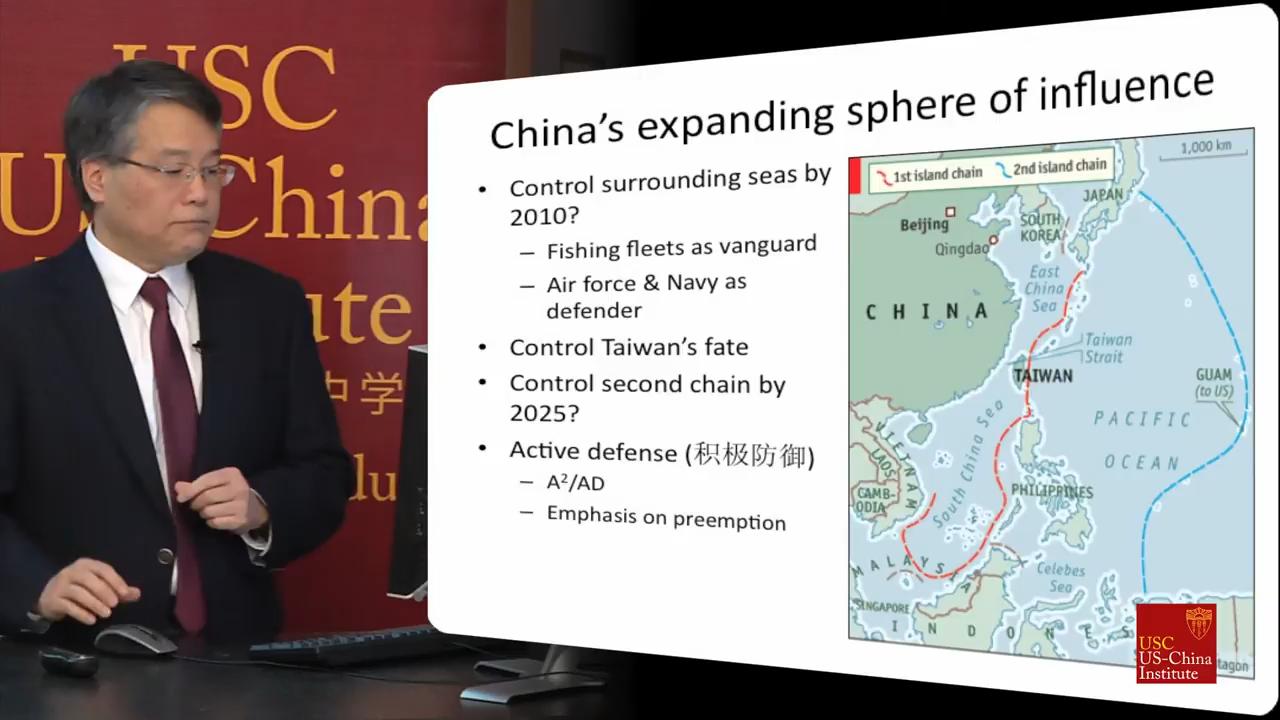 USC
US-China
Institute
中学
China's expanding sphere of influence
• Control surrounding seas by
2010?
– Fishing fleets as vanguard
– Air force & Navy as
defender
• Control Taiwan's fate
• Control second chain by
2025?
• Active defense (积极防御)
– A²/AD
– Emphasis on preemption
1st island chain
2nd island chain
1,000 km
JAPAN
Beijing
SOUTH
KOREA
Qingdao
East
China
Sea
CHINA
Taiwan
Strait
TAIWAN
GUAM
(to US)
PACIFIC
OCEAN
South China Sea
VIETNAM
LAOS
CAMB-
ODIA
PHILIPPINES
MALAYSIA
Celebes
Sea
SINGAPORE
INDONES
tagon
USC
US-China
Institute